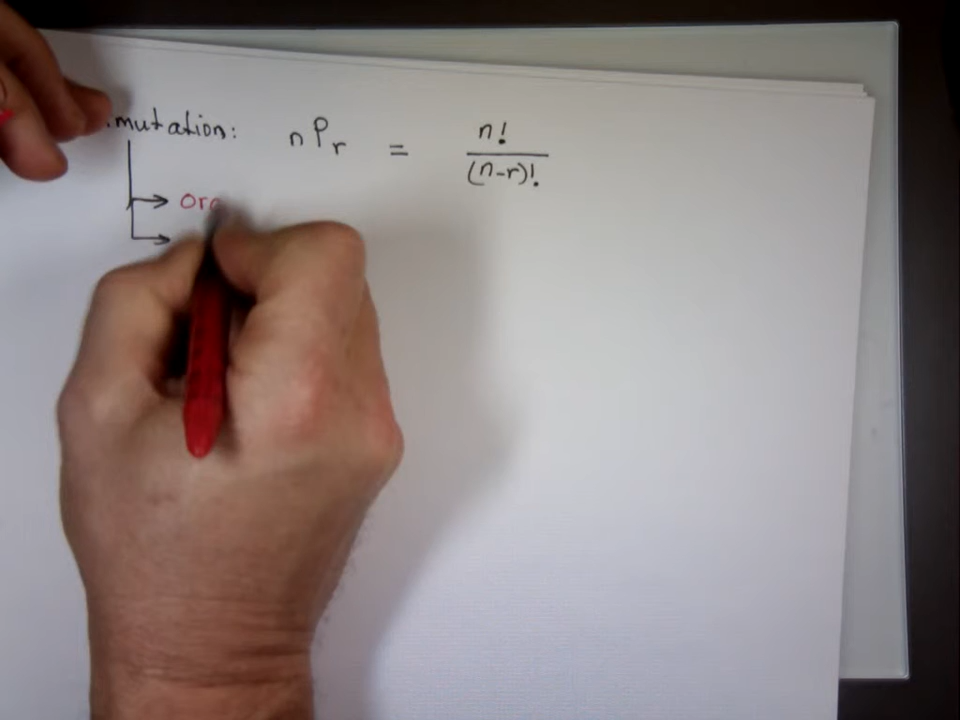 mutation: nPr = n!/(n-r)!